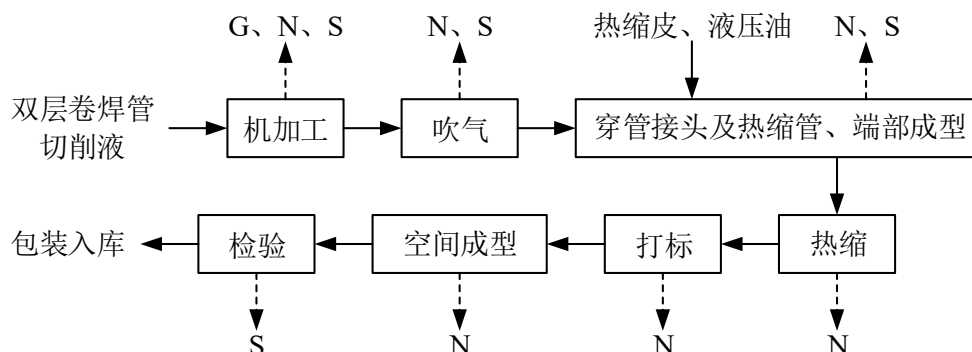 G、N、S
N、S
热缩皮、液压油
N、S
双层卷焊管
切削液
机加工
吹气
穿管接头及热缩管、端部成型
包装入库
检验
空间成型
打标
热缩
S
N
N
N